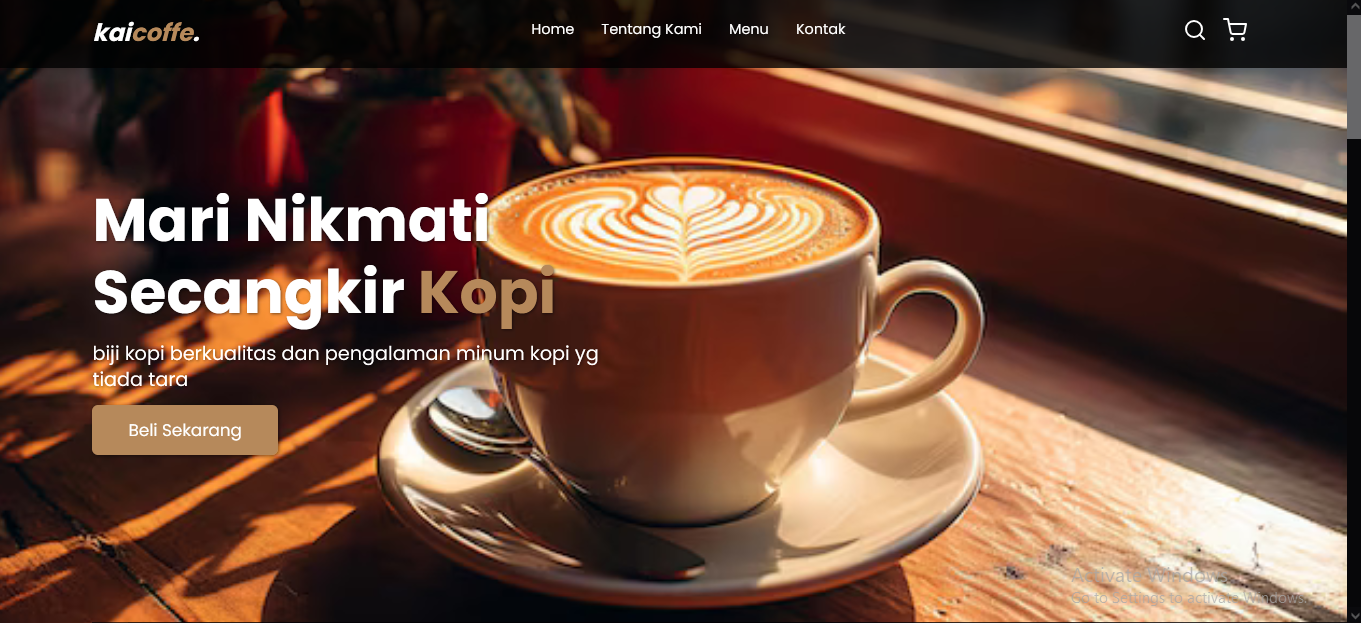 kaicoffe.
Home Tentang Kami Menu Kontak
Mari Nikmati
Secangkir Kopi
biji kopi berkualitas dan pengalaman minum kopi yg
tiada tara
Beli Sekarang
Activate Windows
Go to Settings to activate Windows.